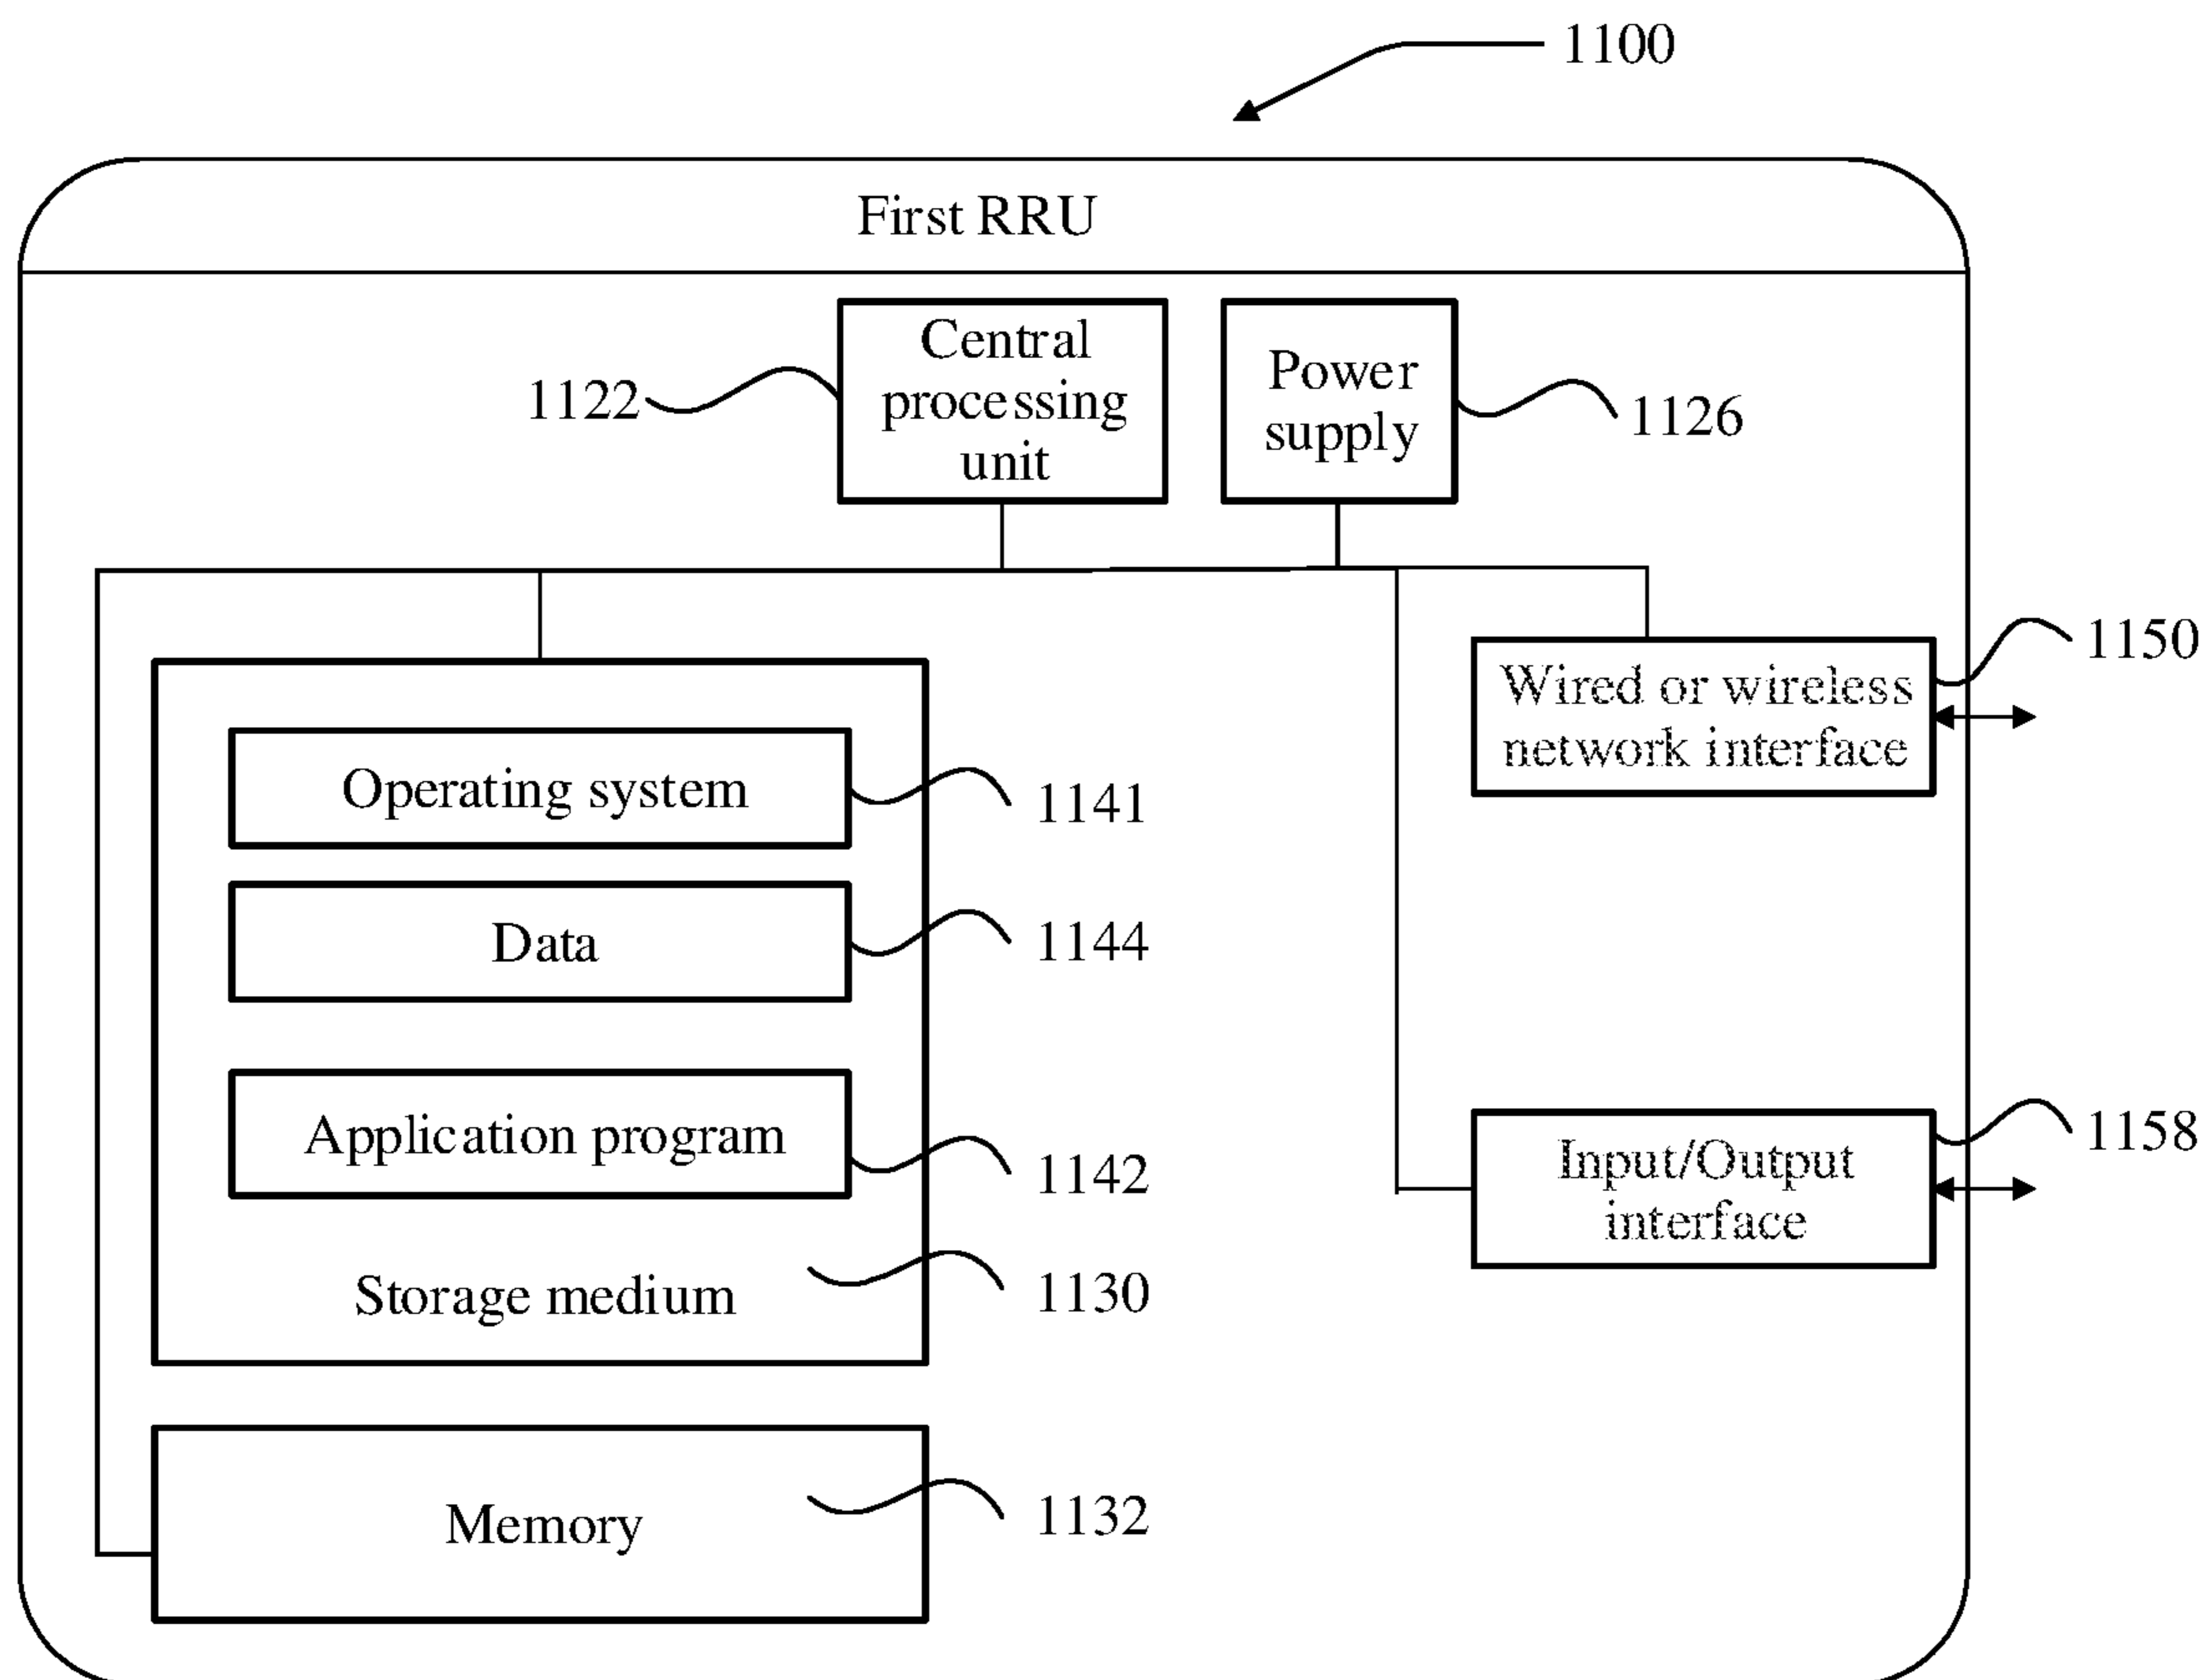 1100
First RRU
Central
processing
unit
1122
Power
supply
1126
Wired or wireless
network interface
1150
Operating system
1141
Data
1144
Application program
1142
Storage medium
1130
Input/Output
interface
1158
Memory
1132